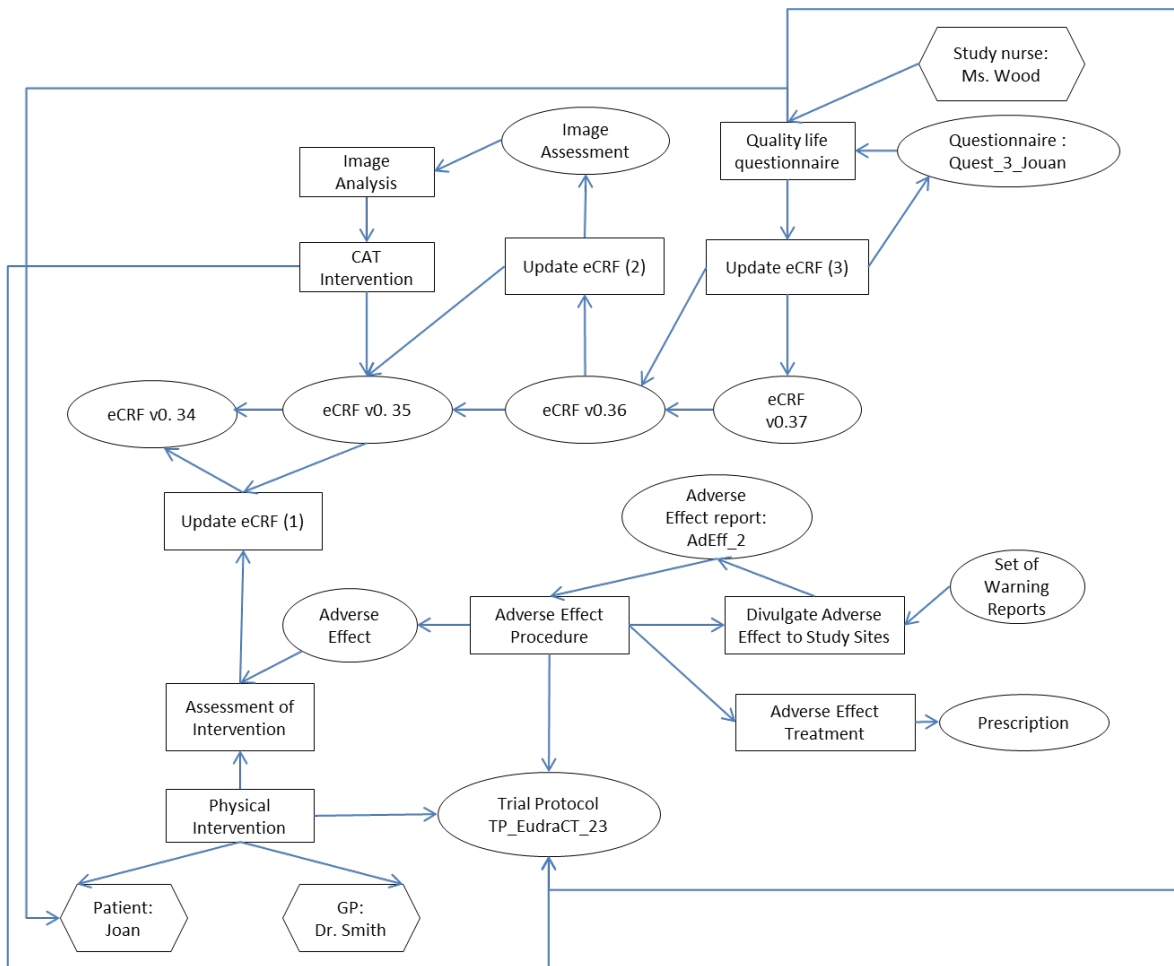 Study nurse:
Ms. Wood
Image
Assessment
Quality life
questionnaire
Questionnaire :
Quest_3_Jouan
Image
Analysis
CAT
Intervention
Update eCRF (2)
Update eCRF (3)
eCRF v0. 34
eCRF v0. 35
eCRF v0.36
eCRF
v0.37
Update eCRF (1)
Adverse
Effect report:
AdEff_2
Set of
Warning
Reports
Adverse
Effect
Adverse Effect
Procedure
Divulgate Adverse
Effect to Study Sites
Assessment of
Intervention
Adverse Effect
Treatment
Prescription
Physical
Intervention
Trial Protocol
TP_EudraCT_23
Patient:
Joan
GP:
Dr. Smith